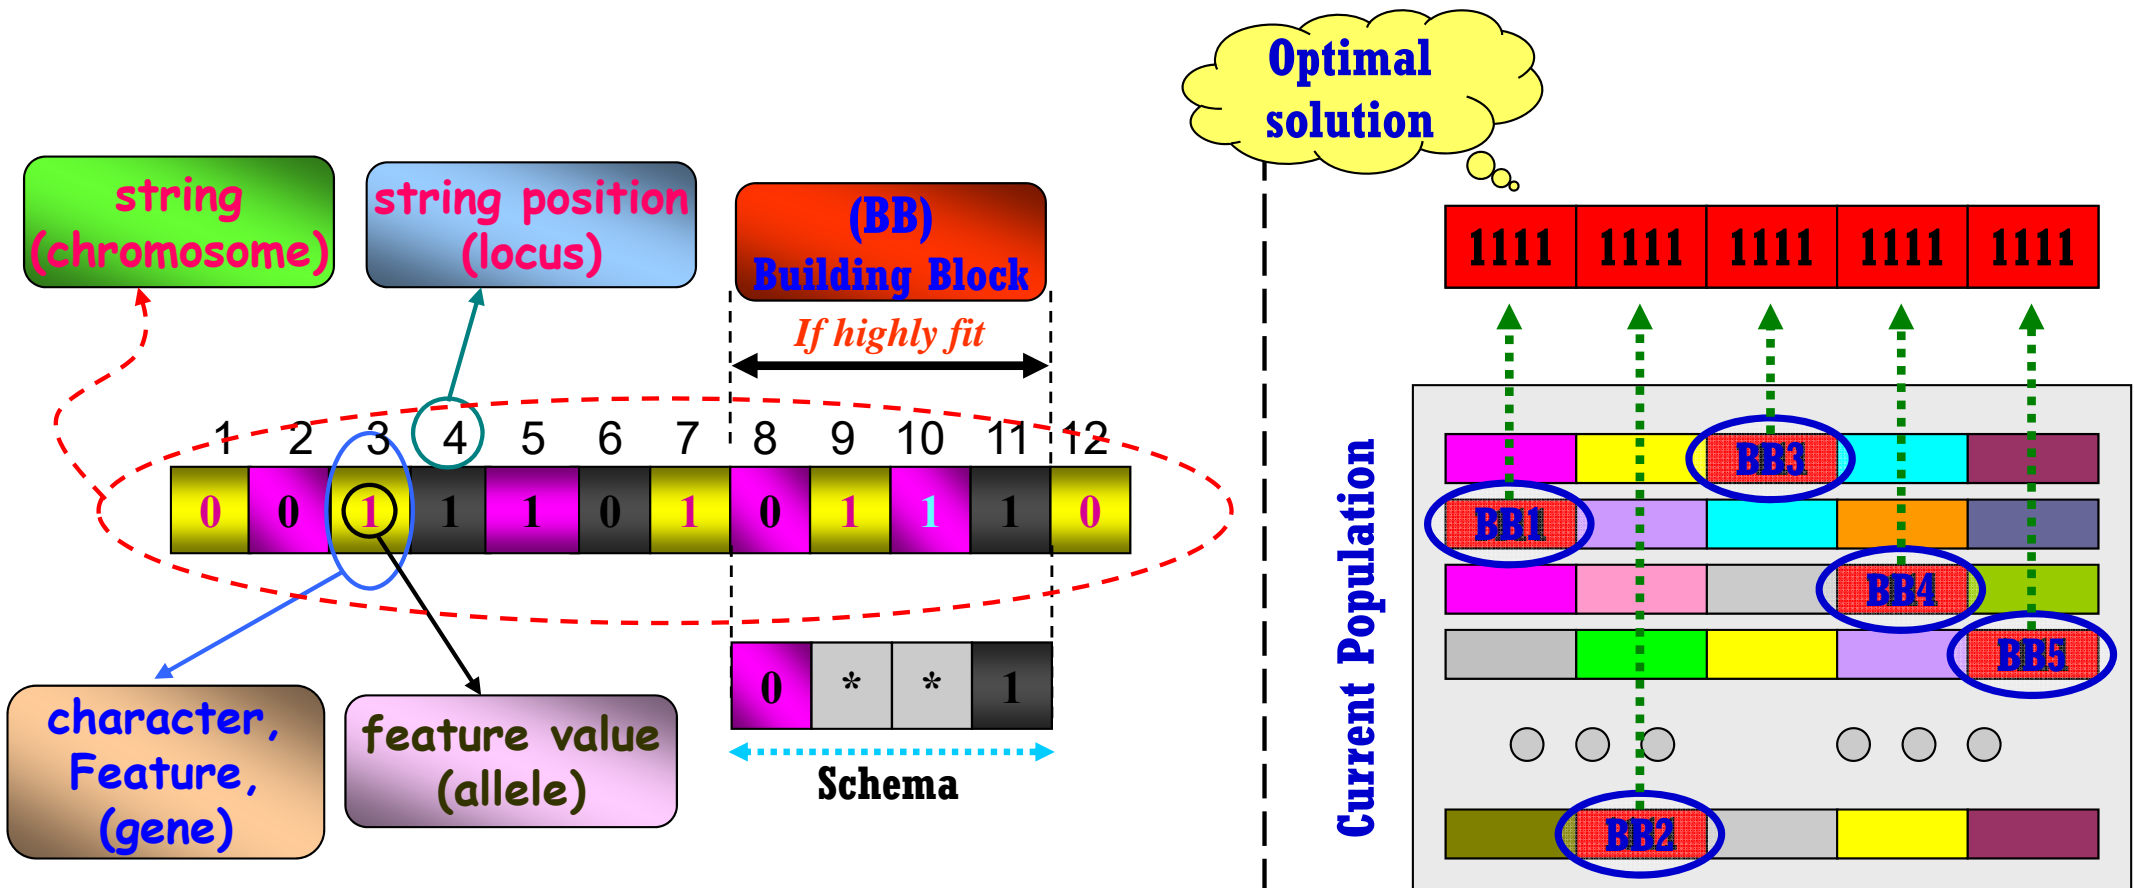 string
(chromosome)
string position
(locus)
(BB)
Building Block
If highly fit
1 2 3 4 5 6 7 8 9 10 11 12
0 0 1 1 1 0 1 0 1 1 1 0
0 * * 1
Schema
character,
Feature,
(gene)
feature value
(allele)
Optimal
solution
1111 1111 1111 1111 1111
Current Population
BB3
BB1
BB4
BB5
BB2